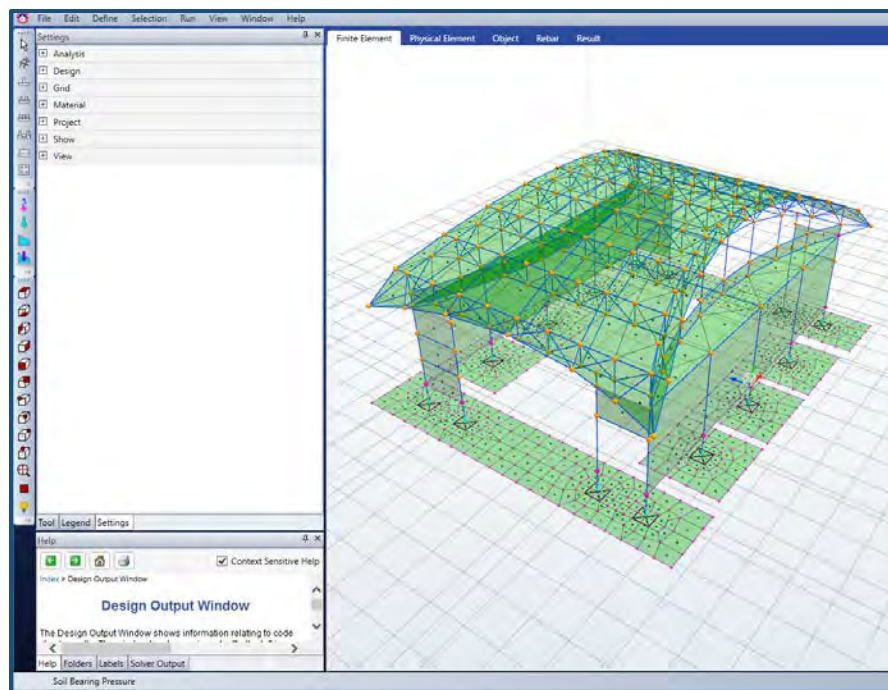 File Edit Define Selection Run View Window Help
Settings
Finite Element Physical Element Object Rebar Result
Analysis
Design
Grid
Material
Project
Show
View
Tool Legend Settings
Help
Context Sensitive Help
Index > Design Output Window
Design Output Window
The Design Output Window shows information relating to code
Help Folders Labels Solver Output
Soil Bearing Pressure